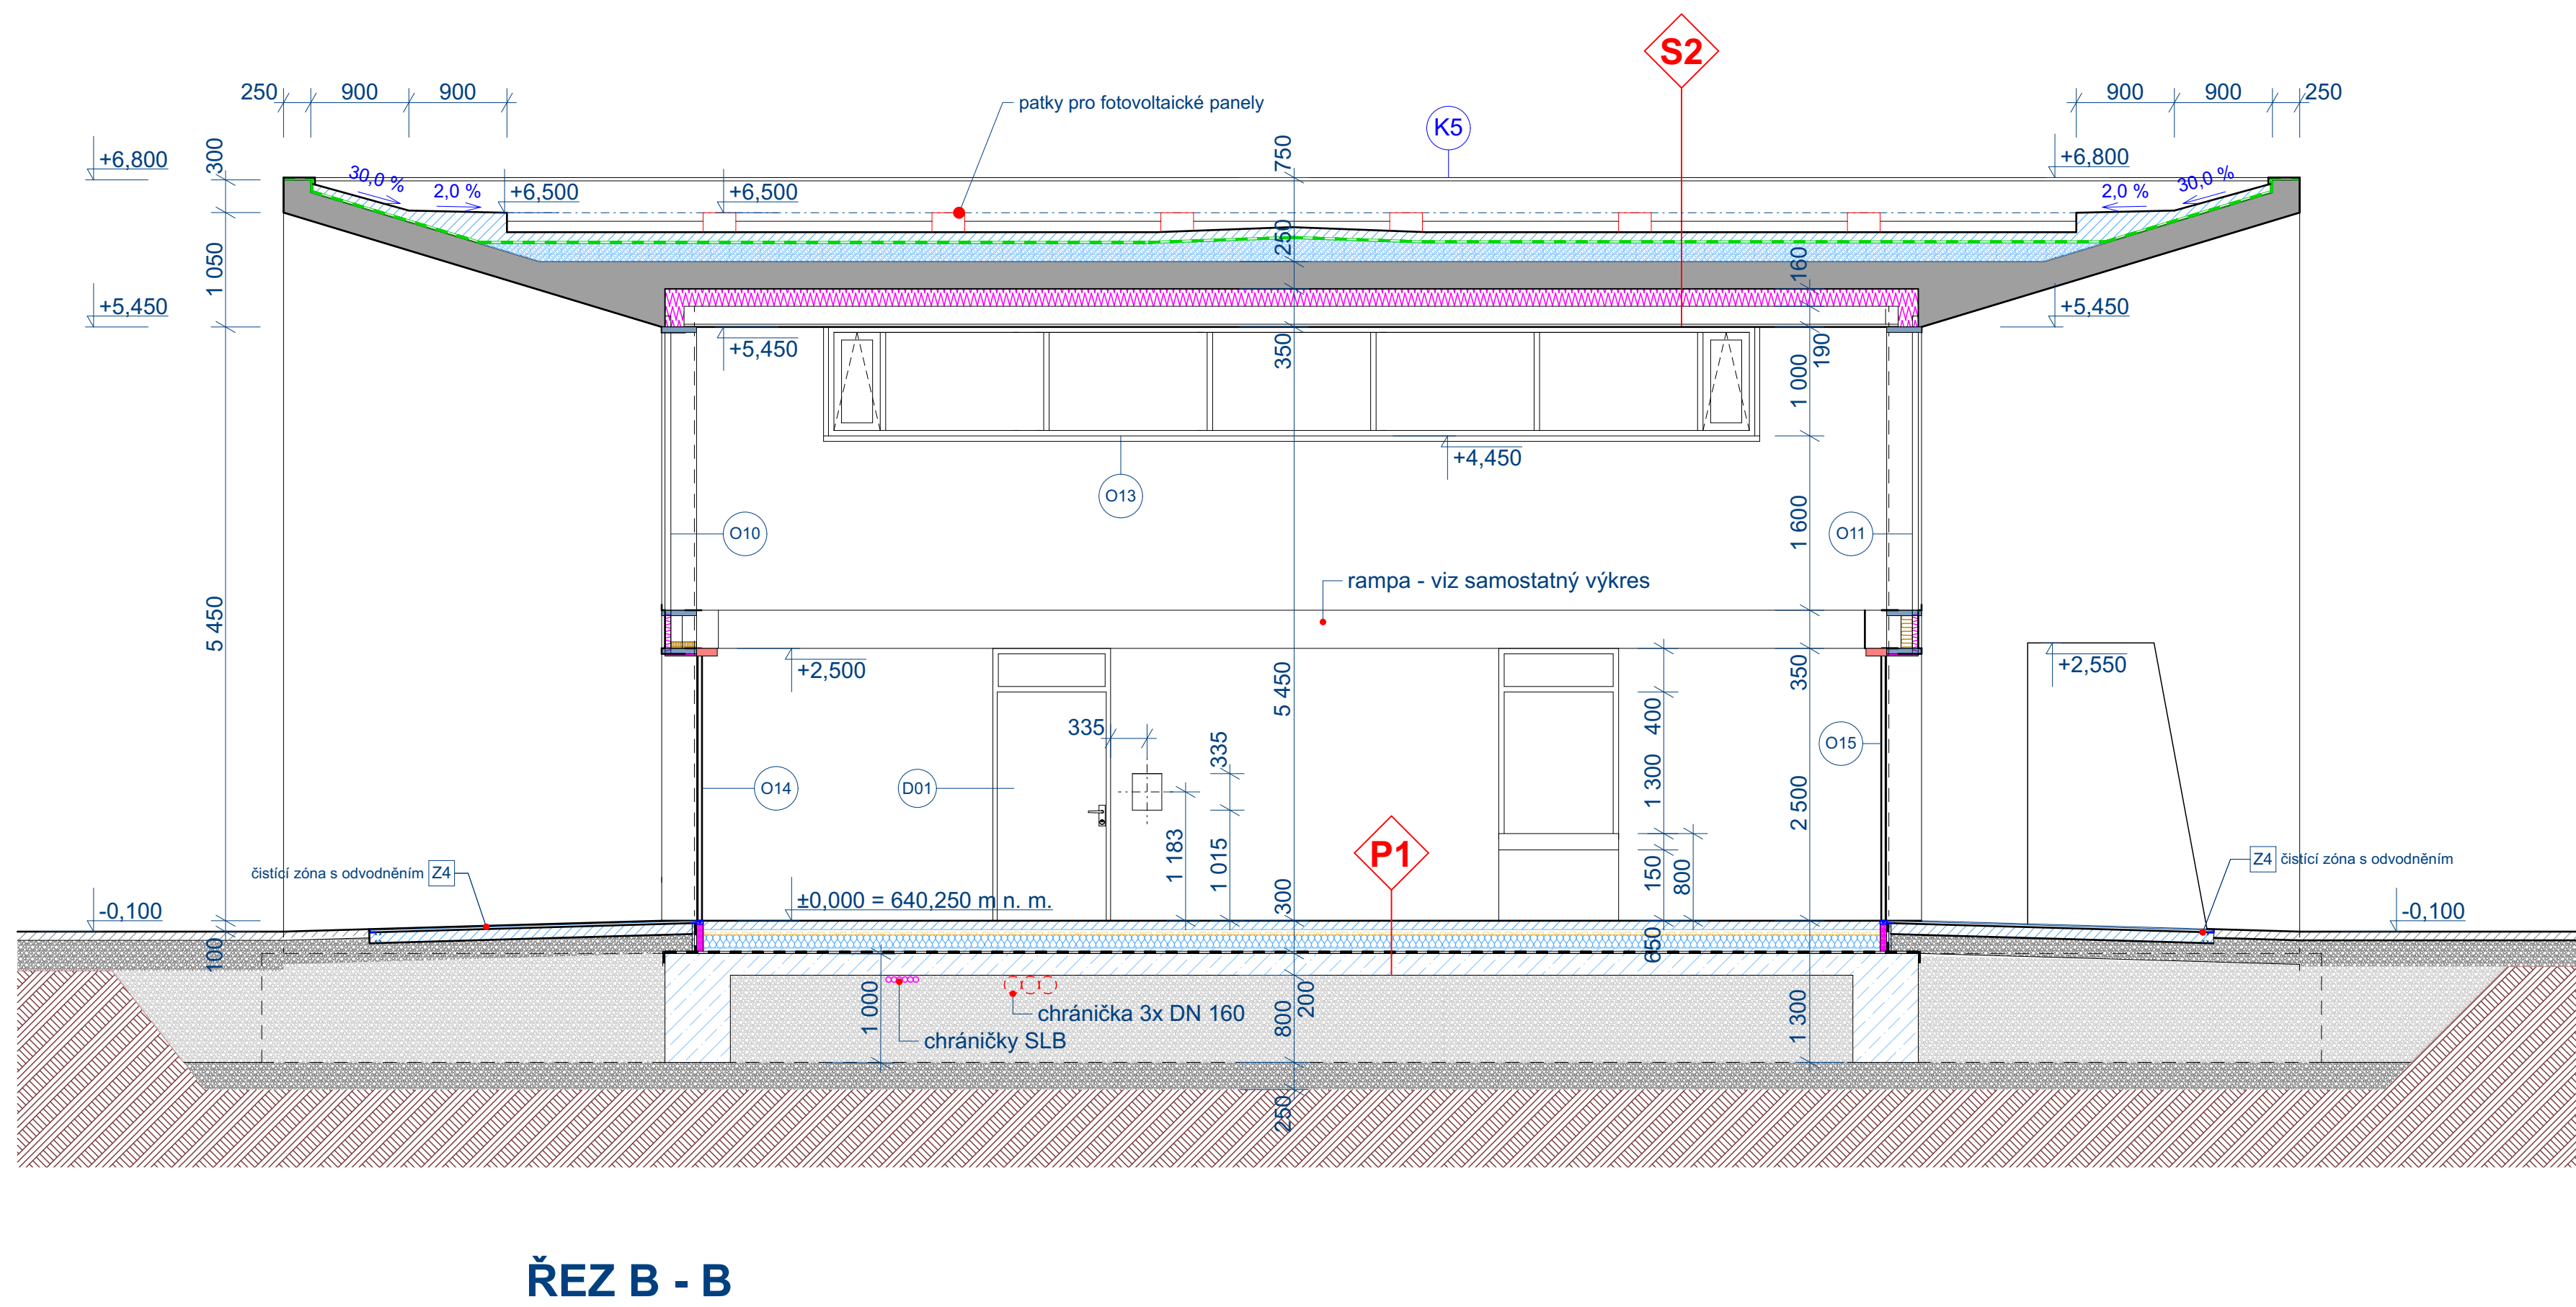 S2
250
900
900
patky pro fotovoltaické panely
K5
900
900
250
+6,800
300
30,0 %
2,0 %
+6,500
+6,500
750
+6,800
2,0 %
30,0 %
1 050
250
160
+5,450
+5,450
350
190
+5,450
1 000
+4,450
O13
O10
1 600
O11
rampa - viz samostatný výkres
5 450
+2,500
5 450
350
+2,550
335
335
400
O15
O14
D01
1 300
2 500
1 183
1 015
P1
150
800
čistící zóna s odvodněním
Z4
Z4
čistící zóna s odvodněním
-0,100
±0,000 = 640,250 m n. m.
300
-0,100
100
650
1 000
chránička 3x DN 160
800
200
1 300
chráničky SLB
250
ŘEZ B - B